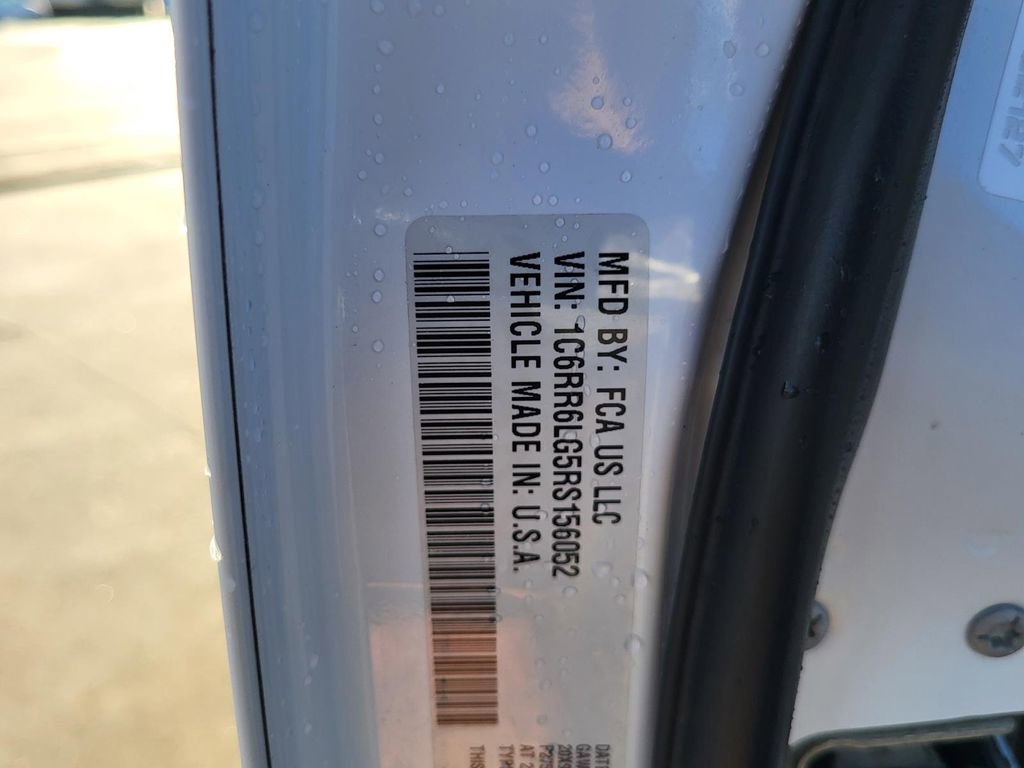 MFD BY: FCA US LLC
VIN: 1C6RR6LG5RS156052
VEHICLE MADE IN: U.S.A.